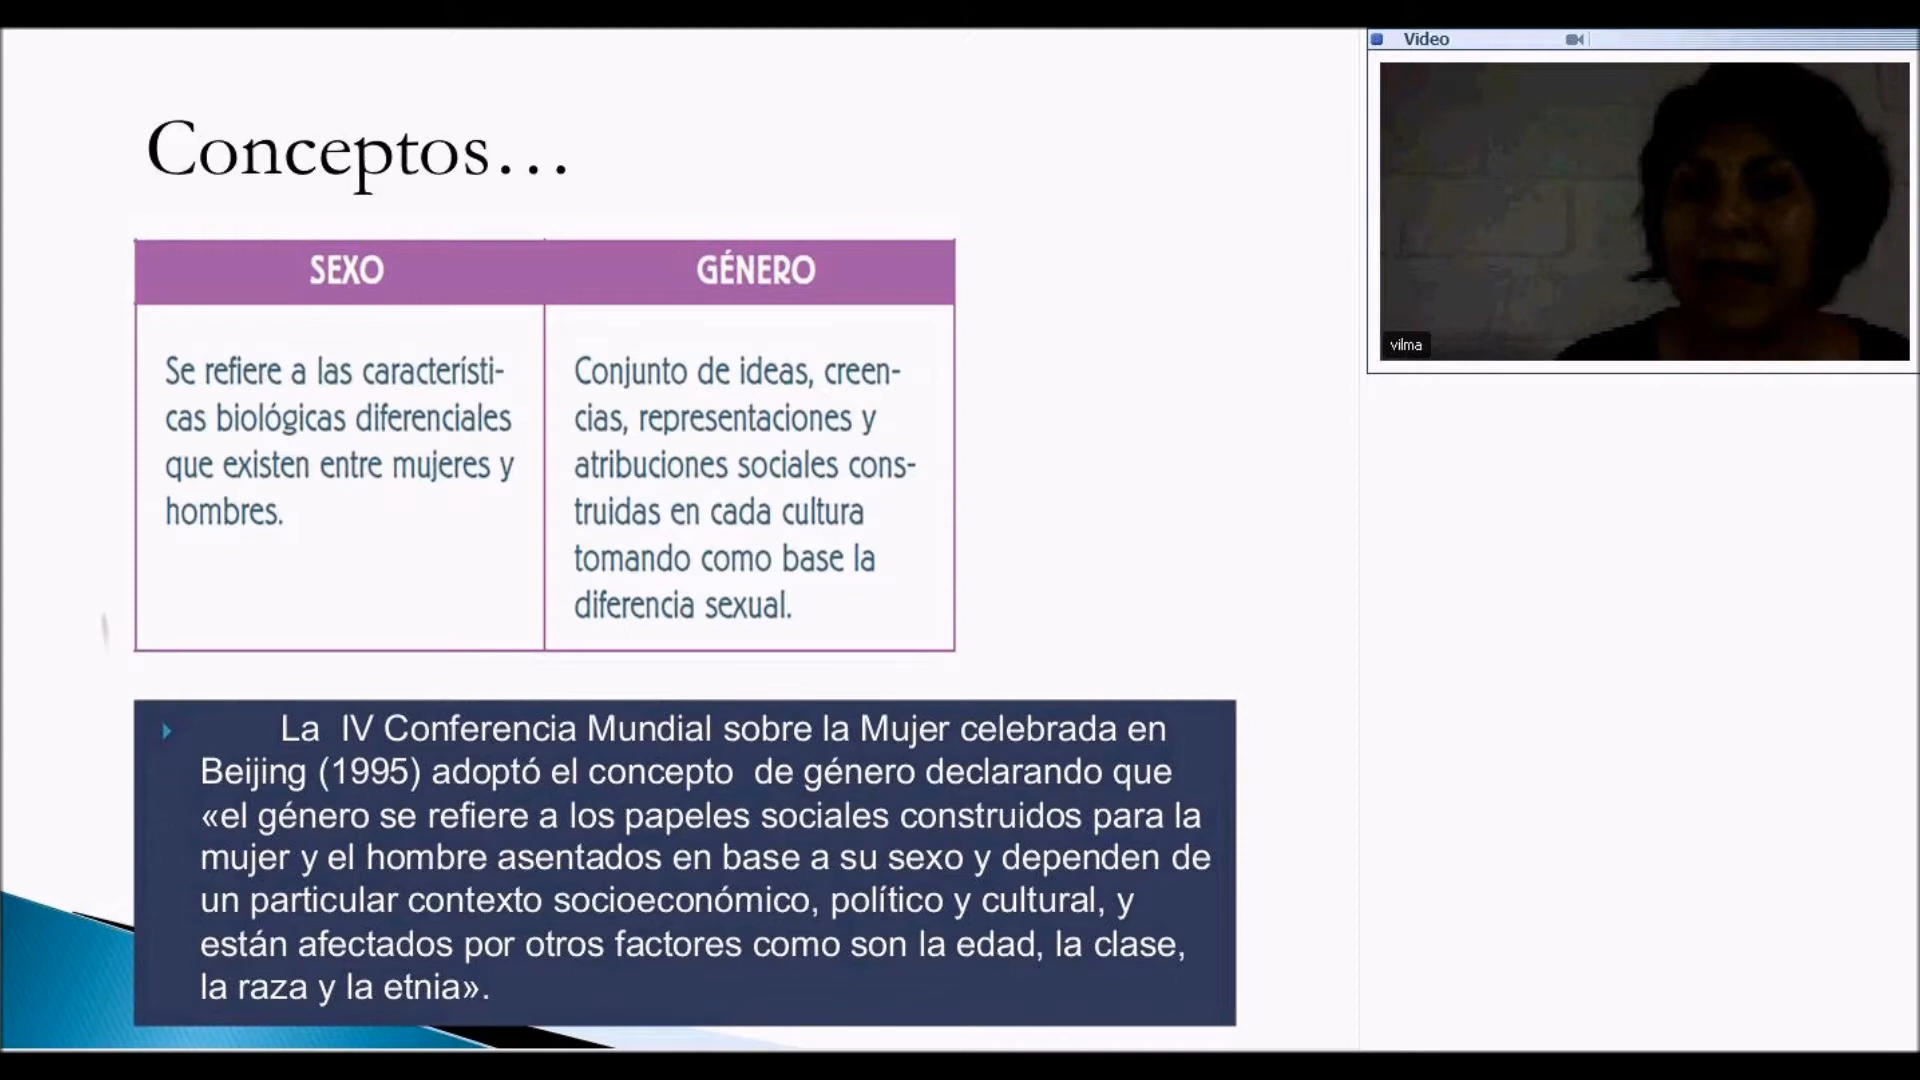 Conceptos...
SEXO
GÉNERO
Se refiere a las característi-
cas biológicas diferenciales
que existen entre mujeres y
hombres.
Conjunto de ideas, creen-
cias, representaciones y
atribuciones sociales cons-
truidas en cada cultura
tomando como base la
diferencia sexual.
La IV Conferencia Mundial sobre la Mujer celebrada en
Beijing (1995) adoptó el concepto de género declarando que
«el género se refiere a los papeles sociales construidos para la
mujer y el hombre asentados en base a su sexo y dependen de
un particular contexto socioeconómico, político y cultural, y
están afectados por otros factores como son la edad, la clase,
la raza y la etnia».
Video
vilma